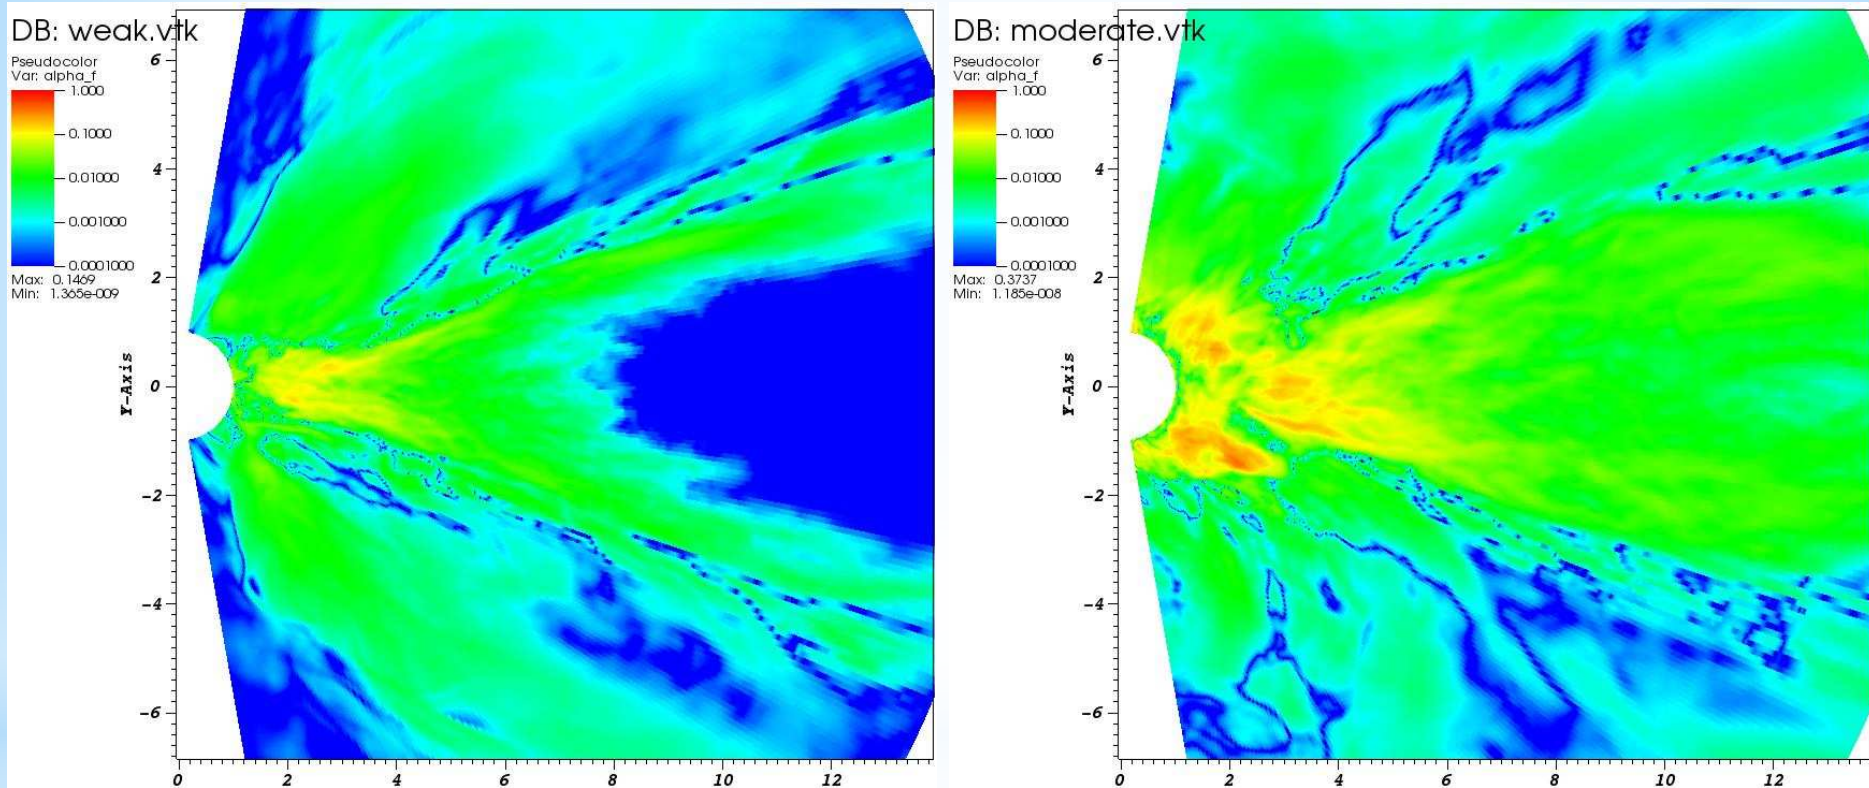 DB: weak.vtk
Pseudocolor
Var: alpha_f
1.000
0.1000
0.01000
0.001000
0.0001000
Max: 0.1469
Min: 1.365e-009
6
4
2
0
-2
-4
-6
Y-Axis
0 2 4 6 8 10 12
DB: moderate.vtk
Pseudocolor
Var: alpha_f
1.000
0.1000
0.01000
0.001000
0.0001000
Max: 0.3737
Min: 1.185e-008
6
4
2
0
-2
-4
-6
Y-Axis
0 2 4 6 8 10 12